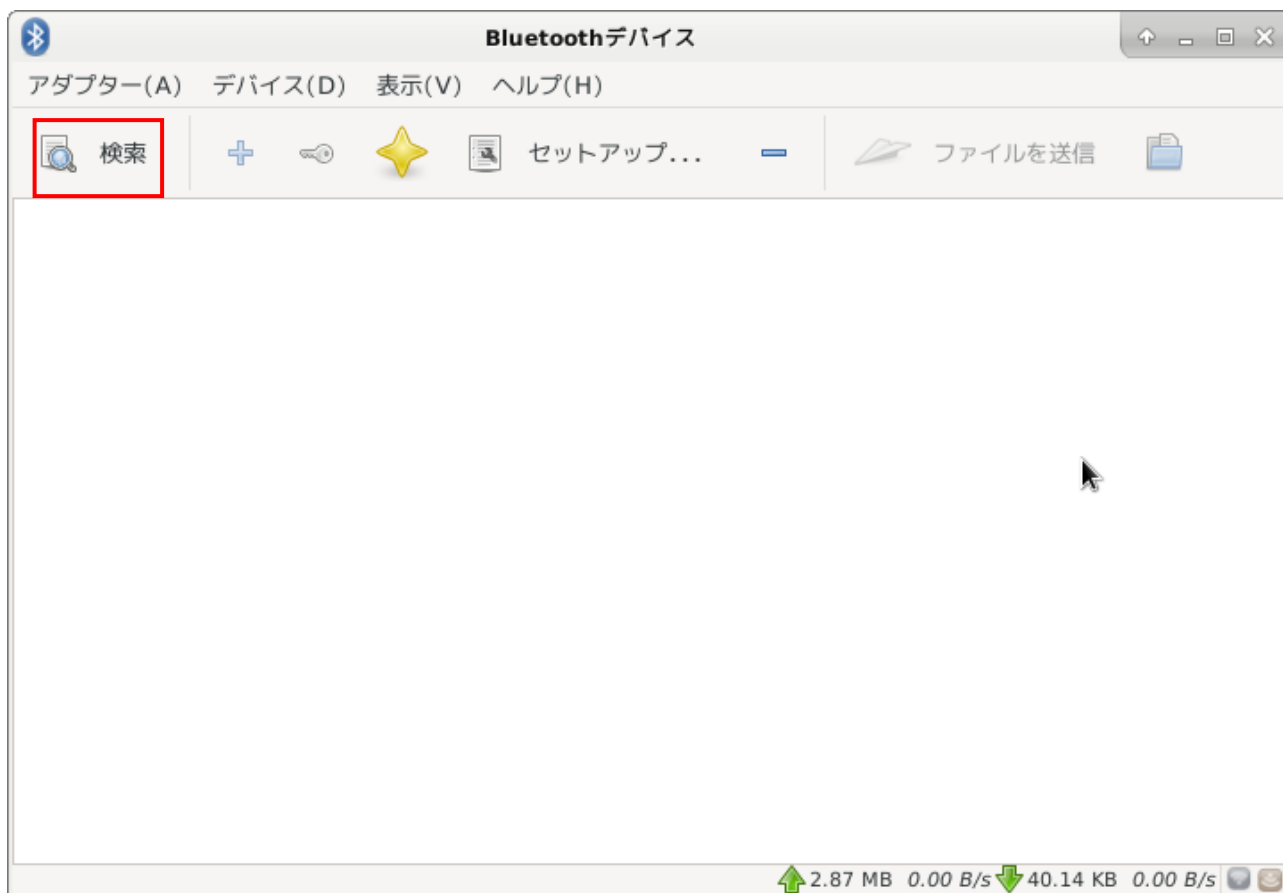 Bluetoothデバイス
アダプター(A) デバイス(D) 表示(V) ヘルプ(H)
検索 セットアップ... ファイルを送信
2.87 MB 0.00 B/s 40.14 KB 0.00 B/s